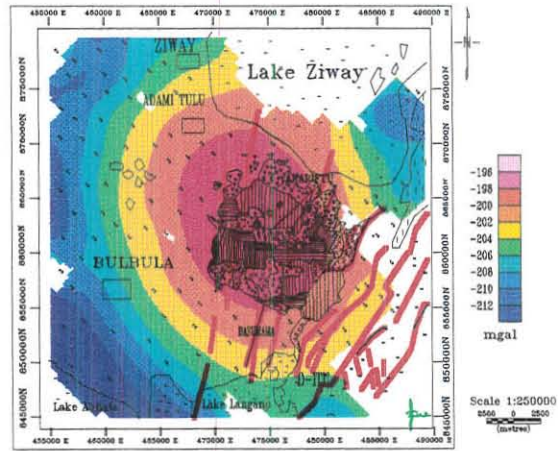 455000 E 460000 E 465000 E 470000 E 475000 E 480000 E 485000 E 490000 E
ZIWAY
Lake Ziway
ADAMI TULU
BULBULA
Lake Langano
875000N
870000N
865000N
860000N
855000N
850000N
845000N
455000 E 460000 E 465000 E 470000 E 475000 E 480000 E 485000 E 490000 E
-196
-198
-200
-202
-204
-206
-208
-210
-212
mgal
Scale 1:250000
2500 0 2500
(metres)